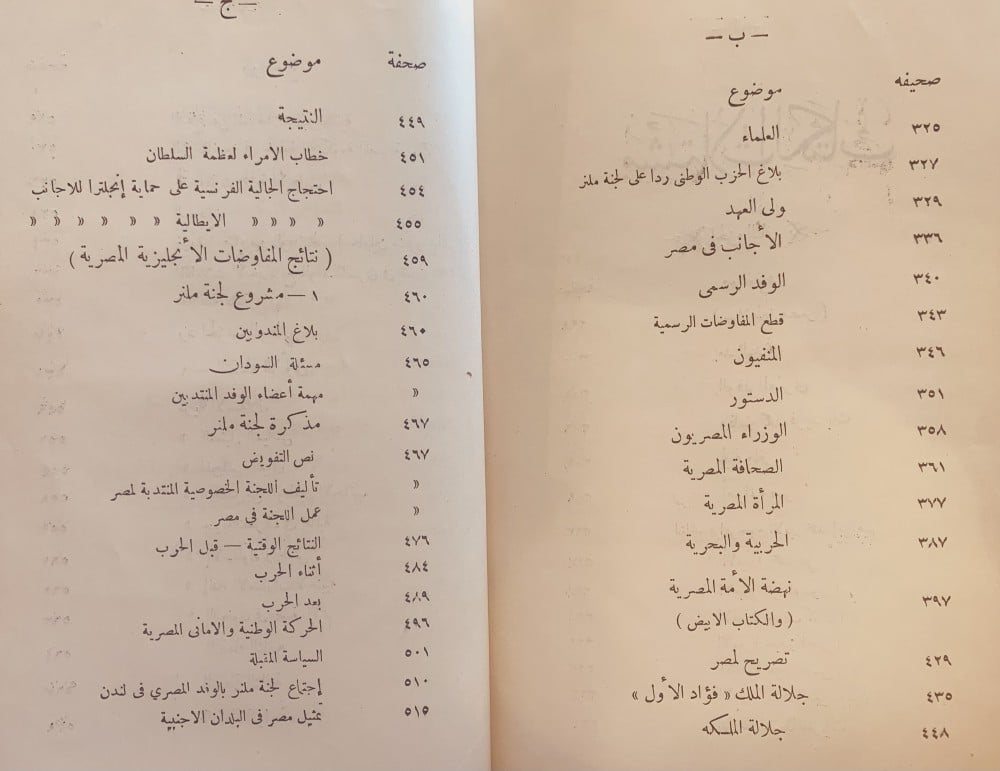 — ب —
صحيفه موضوع
٣٢٥ العلماء
٣٢٧ بلاغ الحزب الوطنى ردا على لجنة ملنر
٣٢٩ ولى العهد
٣٣٦ الأجانب فى مصر
٣٤٠ الوفد الرسمى
٣٤٣ قطع المفاوضات الرسمية
٣٤٦ المنفيون
٣٥١ الدستور
٣٥٨ الوزراء المصريون
٣٦١ الصحافة المصرية
٣٧٧ المرأة المصرية
٣٨٧ الحربية والبحرية
٣٩٧ نهضة الأمة المصرية
( والكتاب الابيض )
٤٢٩ تصريح لمصر
٤٣٥ جلالة الملك « فؤاد الأول »
٤٤٨ جلالة الملكه
— ج —
صحفة موضوع
٤٤٩ النتيجة
٤٥١ خطاب الامراء لعظمة السلطان
٤٥٤ احتجاج الجالية الفرنسية على حماية إنجلترا للاجانب
٤٥٥ « « « « الايطالية « « « « « « «
٤٥٩ ( نتائج المفاوضات الأنجليزية المصرية )
٤٦٠ ١ — مشروع لجنة ملنر
٤٦٠ بلاغ المندوبين
٤٦٥ مسئلة السودان
« مهمة أعضاء الوفد المنتدبين
٤٦٧ مذكرة لجنة ملنر
٤٦٧ نص التفويض
« تأليف اللجنة الخصوصية المنتدبة لمصر
« عمل اللجنة فى مصر
٤٧٦ النتائج الوقتية — قبل الحرب
٤٨٤ أثناء الحرب
٤٨٩ بعد الحرب
٤٩٦ الحركة الوطنية والامانى المصرية
٥٠١ السياسة المقبلة
٥١٠ إجتماع لجنة ملنر بالوفد المصري فى لندن
٥١٥ تمثيل مصر فى البلدان الاجنبية